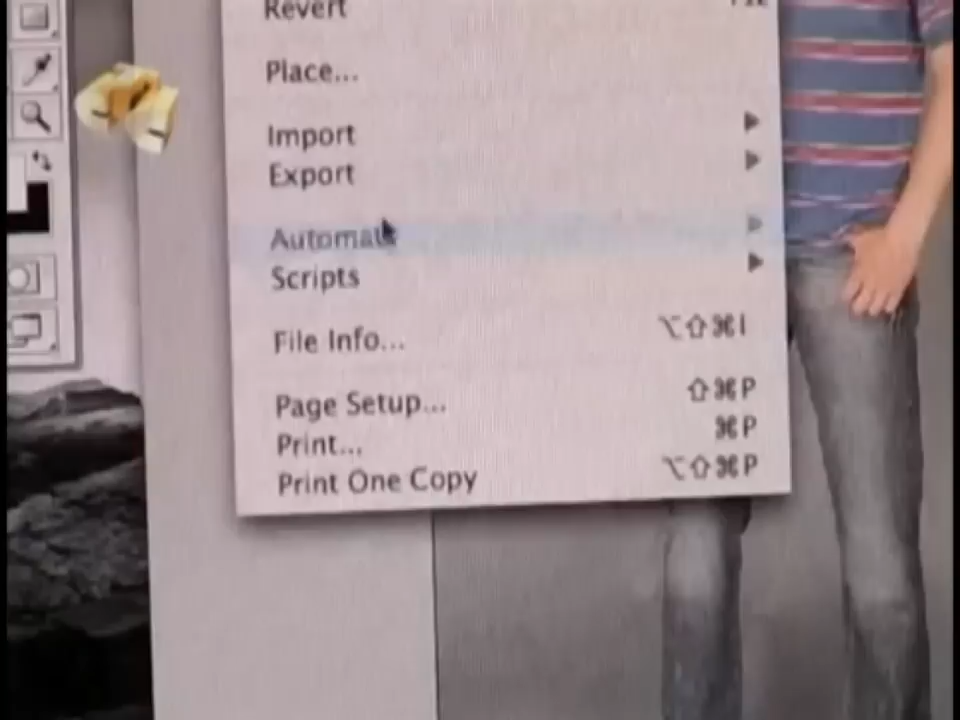 Revert
Place...
Import
Export
Automate
Scripts
File Info... ⌥⇧⌘I
Page Setup... ⇧⌘P
Print... ⌘P
Print One Copy ⌥⇧⌘P